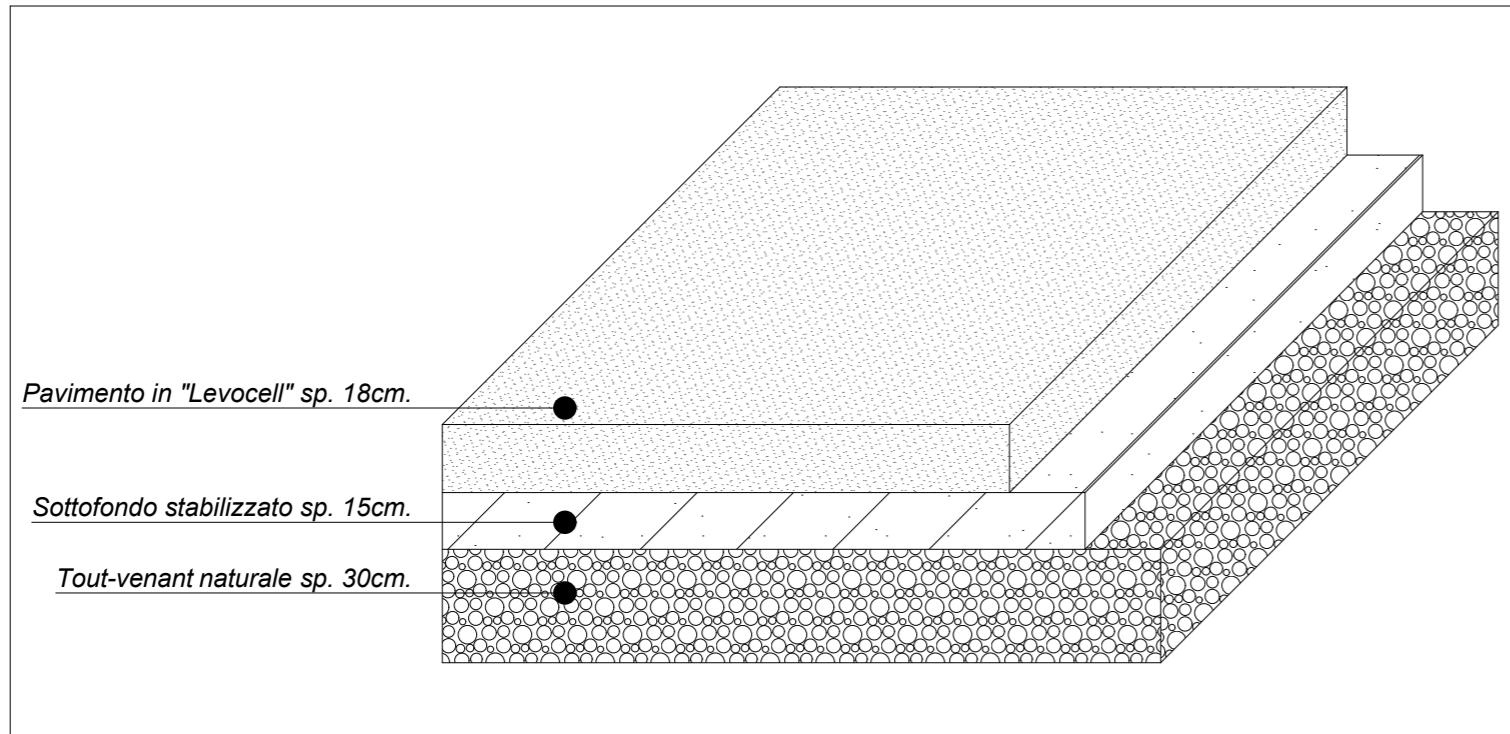 Pavimento in "Levocell" sp. 18cm.
Sottofondo stabilizzato sp. 15cm.
Tout-venant naturale sp. 30cm.